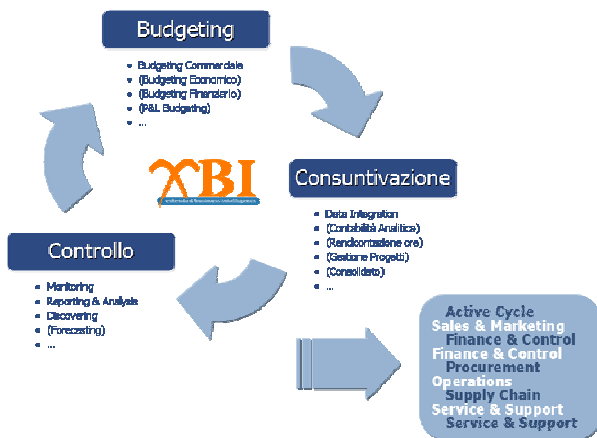 Budgeting
• Budgeting Commerciale
• (Budgeting Economico)
• (Budgeting Finanziario)
• (P&L Budgeting)
• ...
XBI
Consuntivazione
• Data Integration
• (Contabilità Analitica)
• (Rendicontazione ore)
• (Gestione Progetti)
• (Consolidato)
• ...
Controllo
• Monitoring
• Reporting & Analysis
• Discovering
• (Forecasting)
• ...
Active Cycle
Sales & Marketing
Finance & Control
Finance & Control
Procurement
Operations
Supply Chain
Service & Support
Service & Support